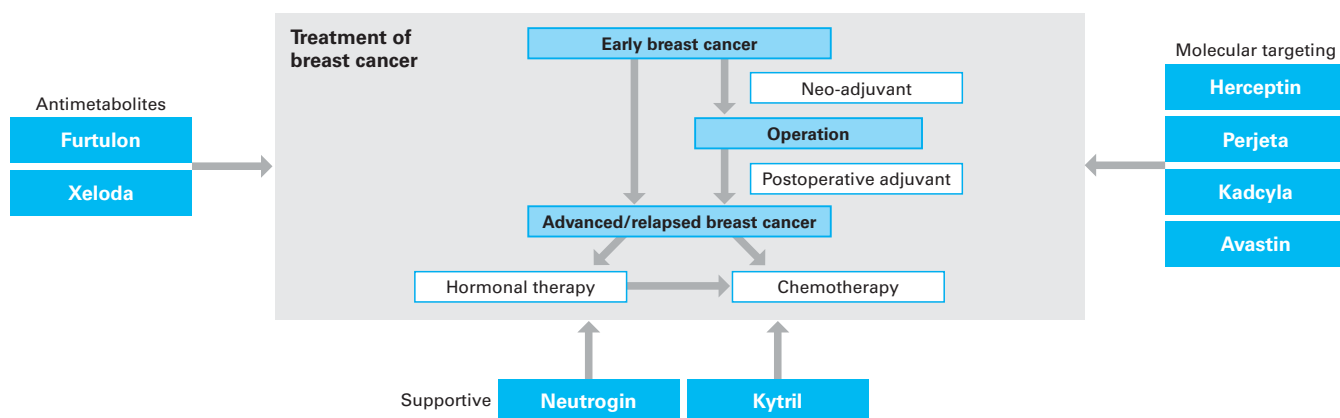 Treatment of
breast cancer
Early breast cancer
Neo-adjuvant
Operation
Postoperative adjuvant
Advanced/relapsed breast cancer
Hormonal therapy
Chemotherapy
Antimetabolites
Furtulon
Xeloda
Molecular targeting
Herceptin
Perjeta
Kadcyla
Avastin
Supportive
Neutrogin
Kytril